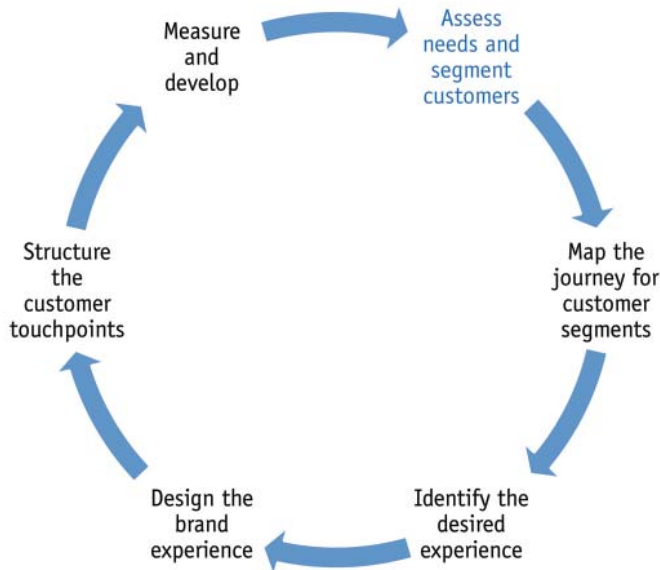 Assess
needs and
segment
customers
Map the
journey for
customer
segments
Identify the
desired
experience
Design the
brand
experience
Structure
the
customer
touchpoints
Measure
and
develop